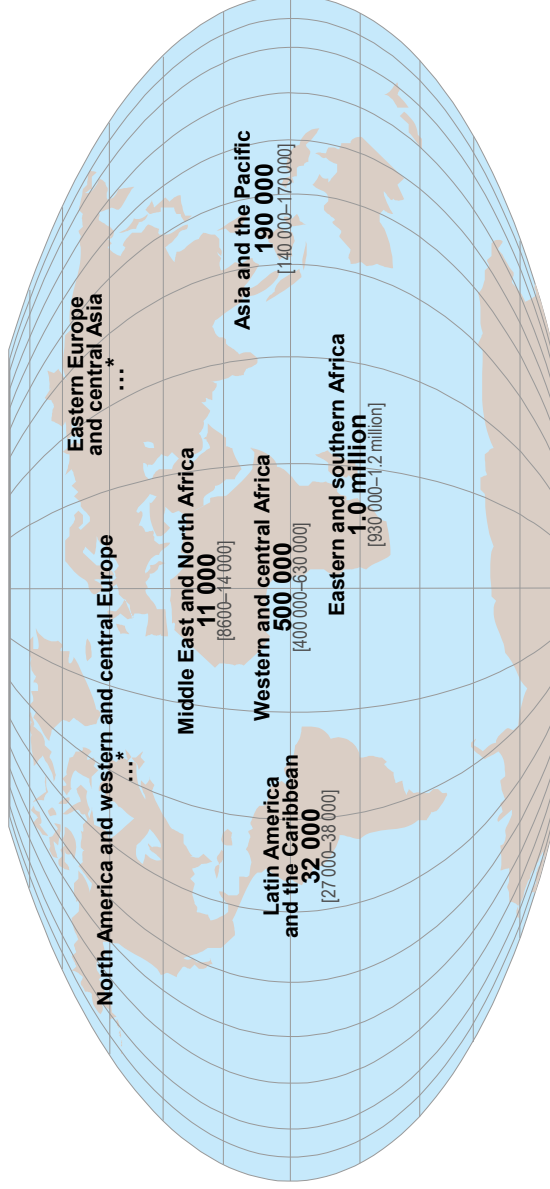 North America and western and central Europe
...*
Eastern Europe
and central Asia
...*
Middle East and North Africa
11 000
[8600–14 000]
Western and central Africa
500 000
[400 000–630 000]
Asia and the Pacific
190 000
[140 000–170 000]
Latin America
and the Caribbean
32 000
[27 000–38 000]
Eastern and southern Africa
1.0 million
[930 000–1.2 million]